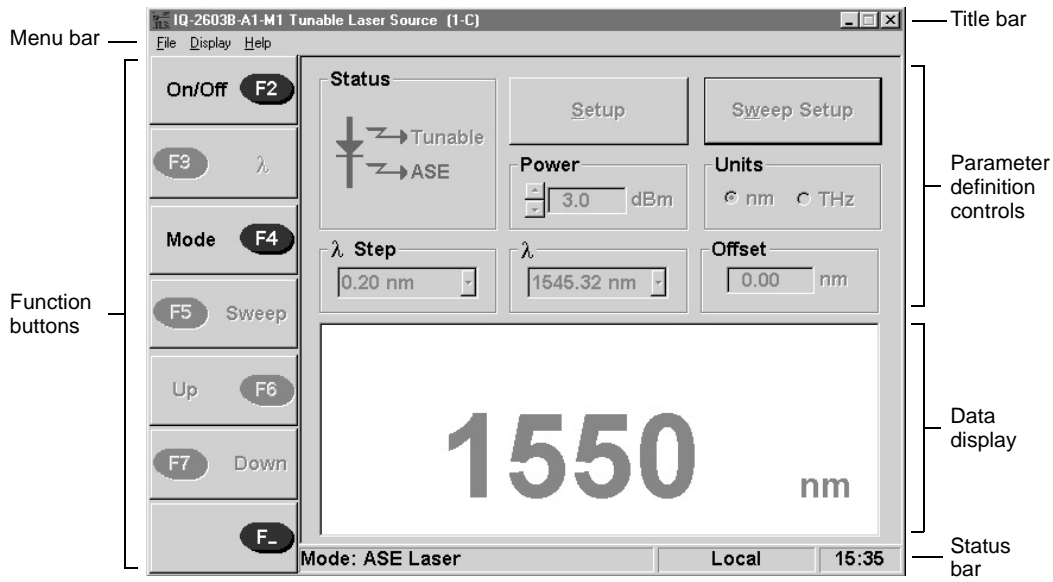 IQ-2603B-A1-M1 Tunable Laser Source (1-C)
Title bar
Menu bar
File Display Help
On/Off F2
F3 λ
Mode F4
F5 Sweep
Up F6
F7 Down
F_
Function
buttons
Status
Tunable
ASE
Setup
Sweep Setup
Power
3.0 dBm
Units
nm THz
λ Step
0.20 nm
λ
1545.32 nm
Offset
0.00 nm
Parameter
definition
controls
1550 nm
Data
display
Mode: ASE Laser Local 15:35
Status
bar